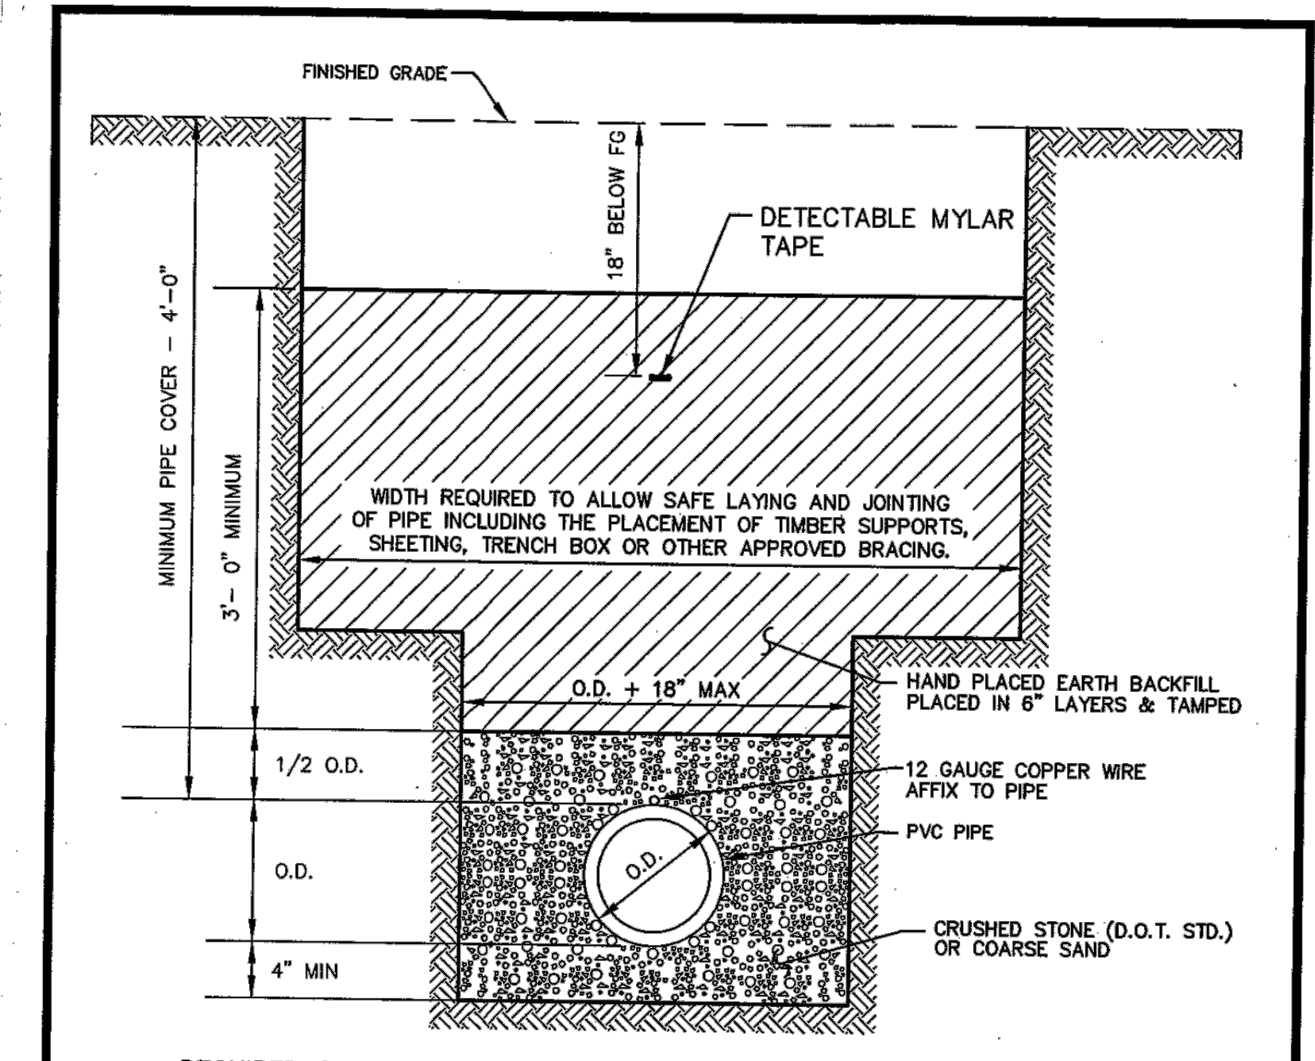 FINISHED GRADE
18" BELOW FG
DETECTABLE MYLAR
TAPE
MINIMUM PIPE COVER - 4'-0"
3'- 0" MINIMUM
WIDTH REQUIRED TO ALLOW SAFE LAYING AND JOINTING
OF PIPE INCLUDING THE PLACEMENT OF TIMBER SUPPORTS,
SHEETING, TRENCH BOX OR OTHER APPROVED BRACING.
O.D. + 18" MAX
HAND PLACED EARTH BACKFILL
PLACED IN 6" LAYERS & TAMPED
1/2 O.D.
12 GAUGE COPPER WIRE
AFFIX TO PIPE
PVC PIPE
O.D.
O.D.
CRUSHED STONE (D.O.T. STD.)
OR COARSE SAND
4" MIN